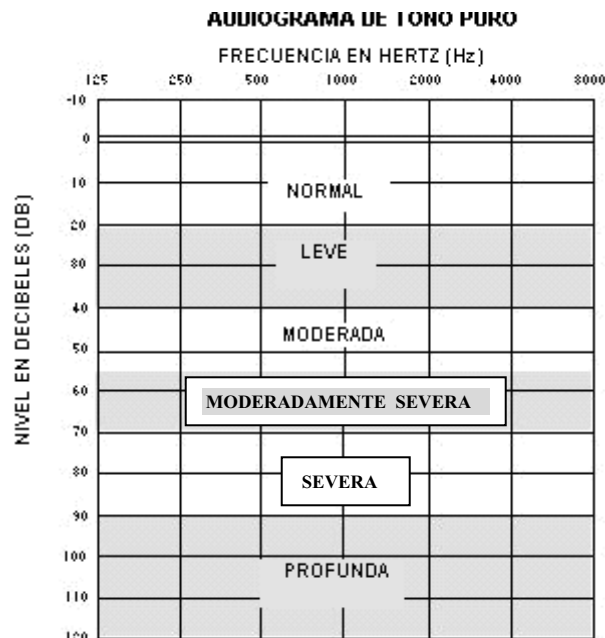 AUDIOGRAMA DE TONO PURO
FRECUENCIA EN HERTZ (Hz)
125 250 500 1000 2000 4000 8000
-10
0
10
NORMAL
20
LEVE
30
40
MODERADA
50
60
MODERADAMENTE SEVERA
70
80
SEVERA
90
100
PROFUNDA
110
120
NIVEL EN DECIBELES (DB)